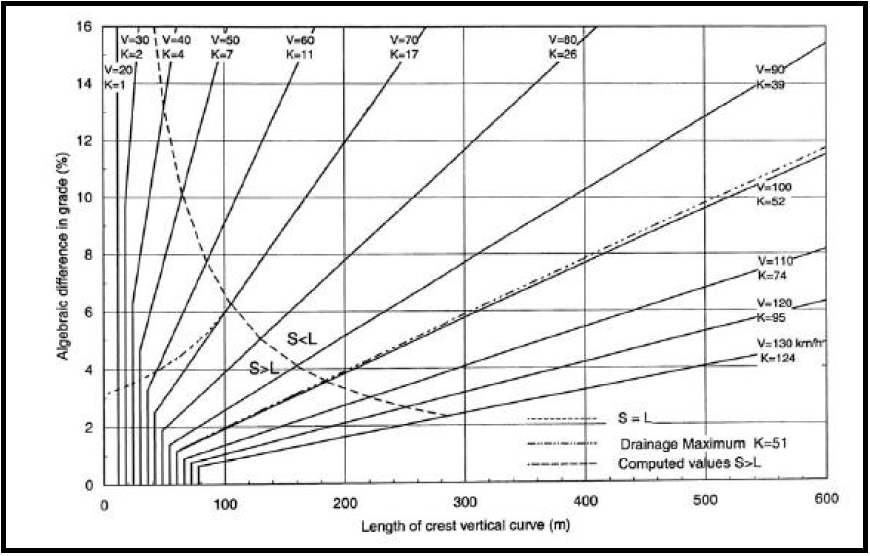 16
14
12
10
8
6
4
2
0
Algebraic difference in grade (%)
V=20
K=1
V=30
K=2
V=40
K=4
V=50
K=7
V=60
K=11
V=70
K=17
V=80
K=26
V=90
K=39
V=100
K=52
V=110
K=74
V=120
K=95
V=130 km/h
K=124
S<L
S>L
S = L
Drainage Maximum K=51
Computed values S>L
0 100 200 300 400 500 600
Length of crest vertical curve (m)